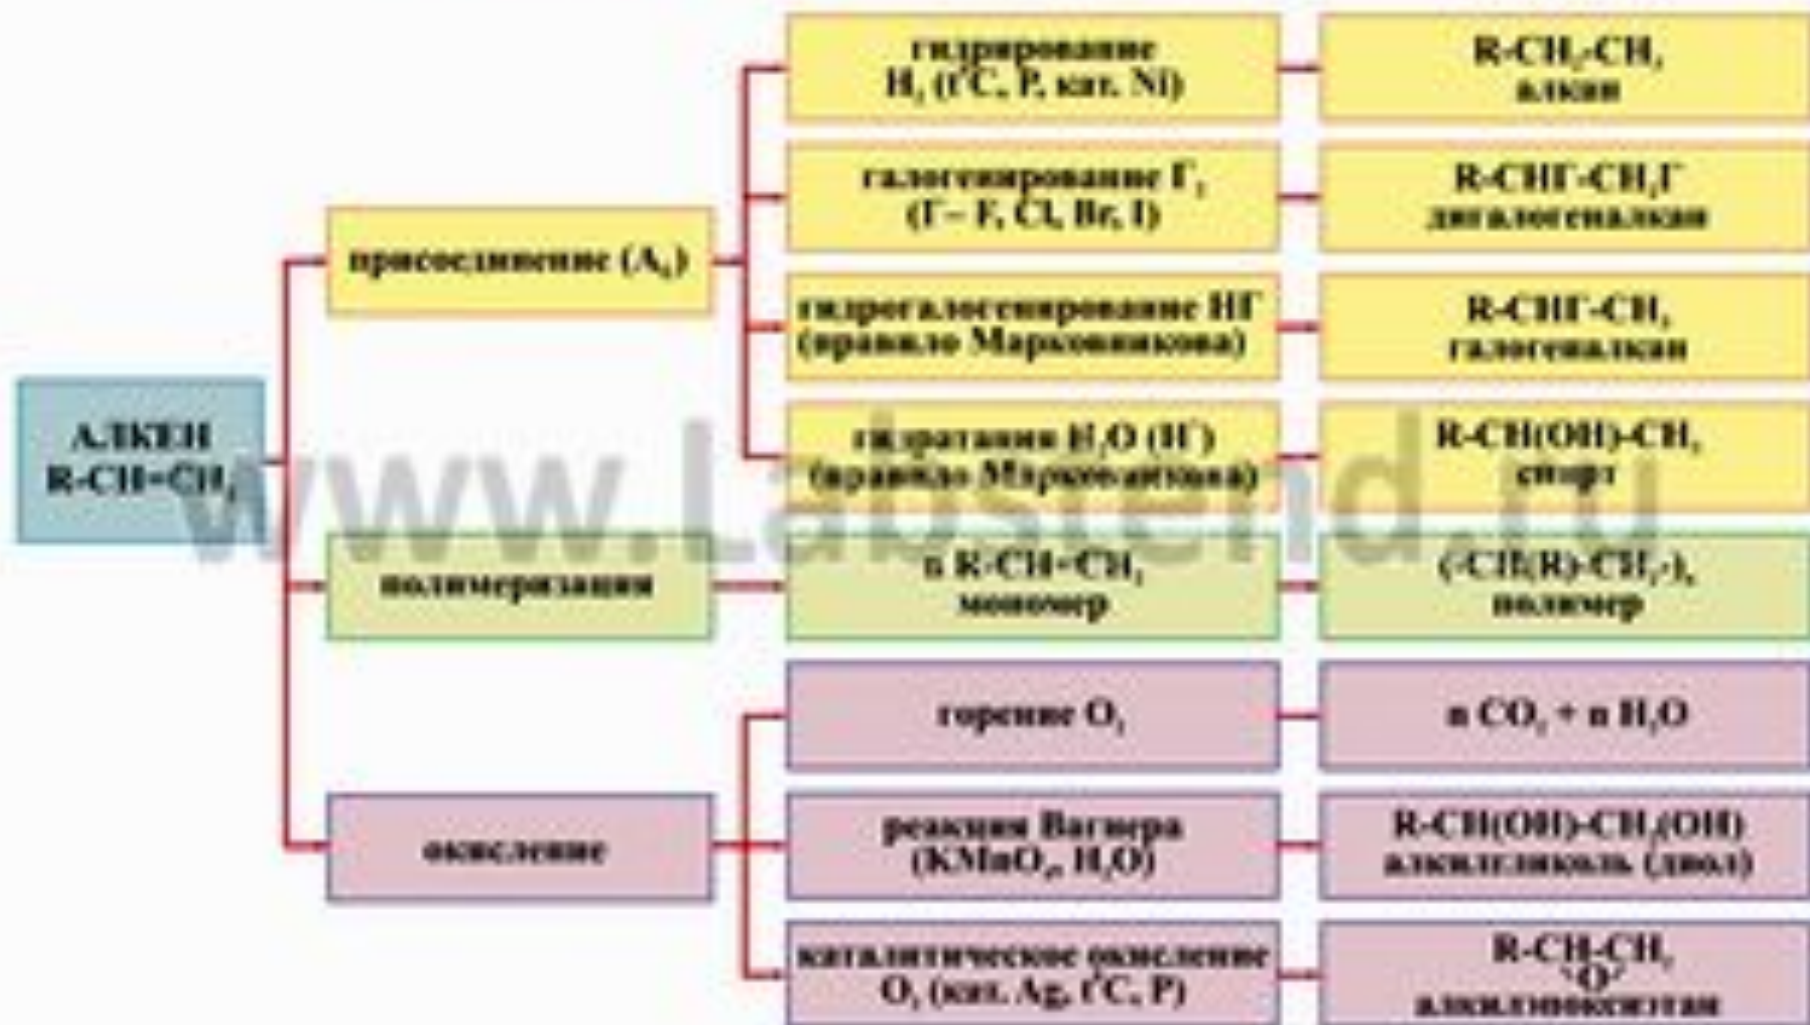 АЛКЕН
R-CH=CH₂
присоединение (Aᴇ)
гидрирование
H₂ (t°C, P, кат. Ni)
R-CH₂-CH₃
алкан
галогенирование Г₂
(Г– F, Cl, Br, I)
R-CHГ-CH₂Г
дигалогеналкан
гидрогалогенирование НГ
(правило Марковникова)
R-CHГ-CH₃
галогеналкан
гидратация H₂O (H⁺)
(правило Марковникова)
R-CH(OH)-CH₃
спирт
полимеризация
n R-CH=CH₂
мономер
(-CH(R)-CH₂-)ₙ
полимер
окисление
горение O₂
n CO₂ + n H₂O
реакция Вагнера
(KMnO₄, H₂O)
R-CH(OH)-CH₂(OH)
алкилгликоль (диол)
каталитическое окисление
O₂ (кат. Ag, t°C, P)
R-CH-CH₂
O
алкилэпоксиэтан
www.Labstend.ru